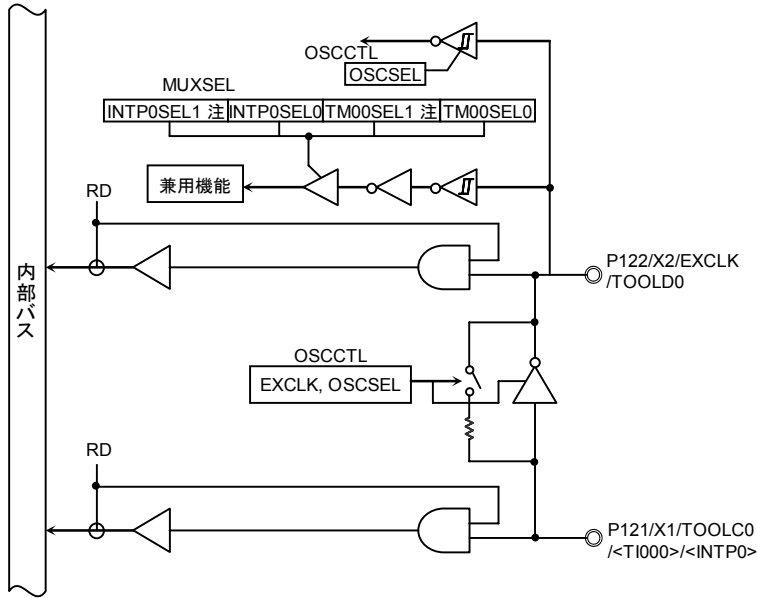 OSCCTL
OSCSEL
MUXSEL
INTP0SEL1 注 INTP0SEL0 TM00SEL1 注 TM00SEL0
兼用機能
RD
P122/X2/EXCLK
/TOOLD0
内部バス
OSCCTL
EXCLK, OSCSEL
RD
P121/X1/TOOLC0
/<TI000>/<INTP0>